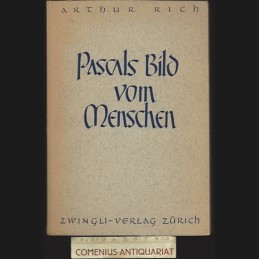 ARTHUR RICH
Pascals Bild
vom
Menschen
ZWINGLI-VERLAG ZÜRICH
COMENIUS-ANTIQUARIAT